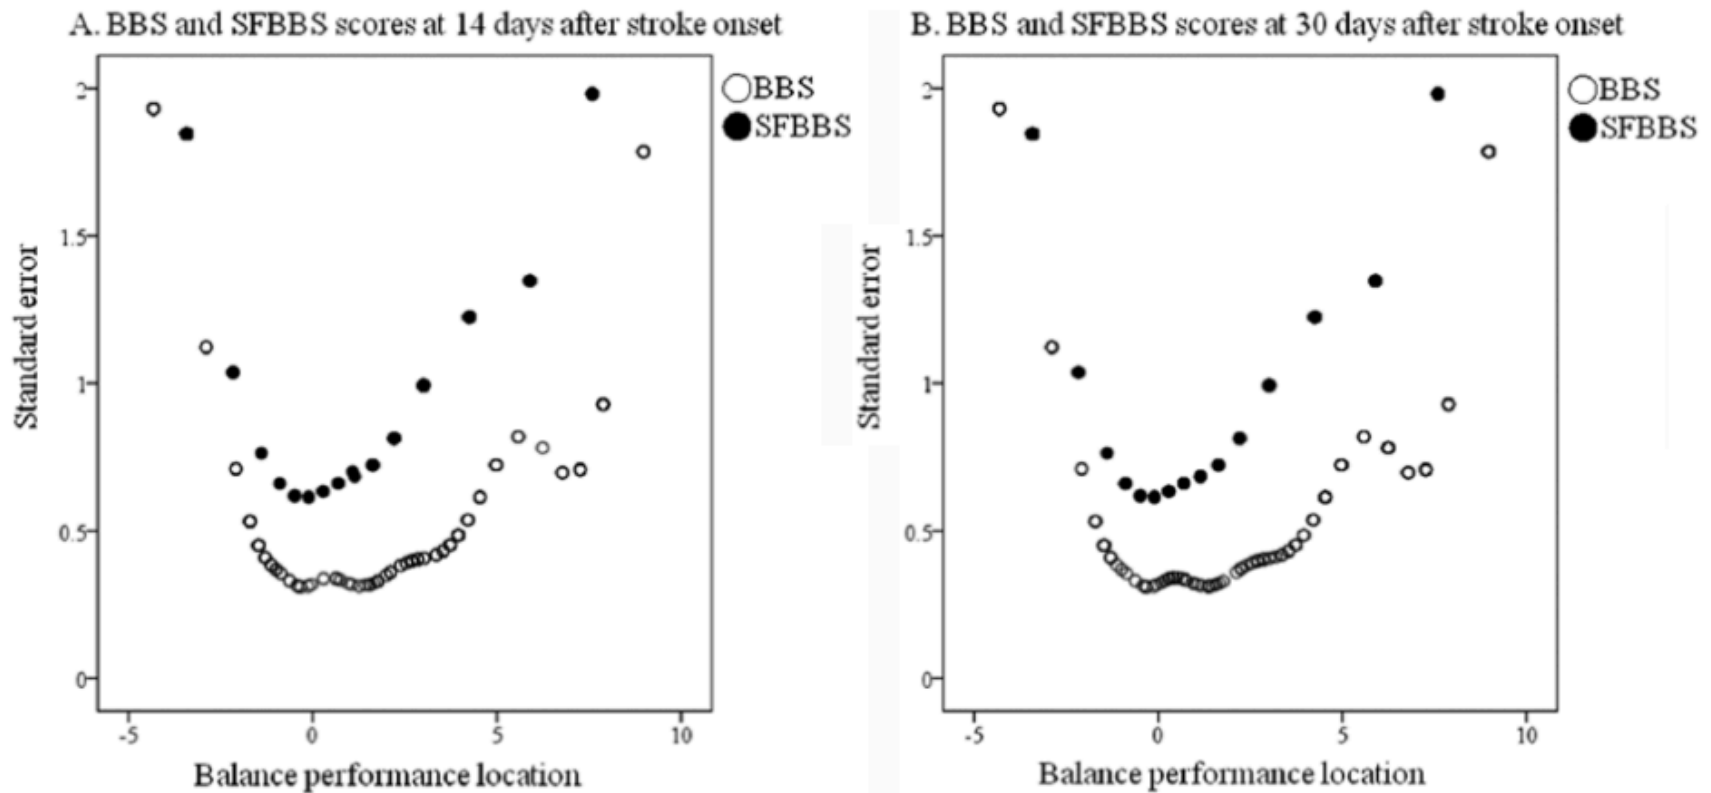 A. BBS and SFBBS scores at 14 days after stroke onset
BBS
SFBBS
2
1.5
1
0.5
0
Standard error
-5
0
5
10
Balance performance location
B. BBS and SFBBS scores at 30 days after stroke onset
BBS
SFBBS
2
1.5
1
0.5
0
Standard error
-5
0
5
10
Balance performance location